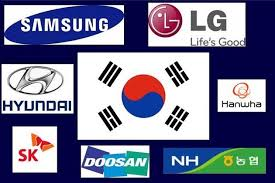 SAMSUNG
LG
Life's Good
HYUNDAI
Hanwha
SK
DOOSAN
NH 농협